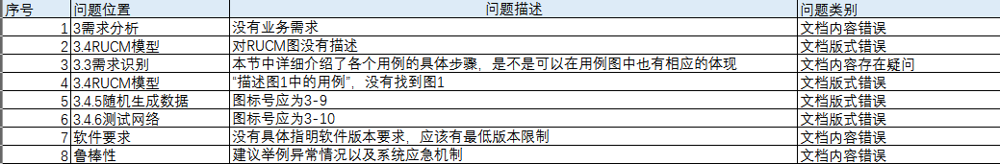 序号 问题位置 问题描述 问题类别
1 3需求分析 没有业务需求 文档内容错误
2 3.4RUCM模型 对RUCM图没有描述 文档版式错误
3 3.3需求识别 本节中详细介绍了各个用例的具体步骤，是不是可以在用例图中也有相应的体现 文档内容存在疑问
4 3.4RUCM模型 “描述图1中的用例”，没有找到图1 文档版式错误
5 3.4.5随机生成数据 图标号应为3-9 文档版式错误
6 3.4.6测试网络 图标号应为3-10 文档版式错误
7 软件要求 没有具体指明软件版本要求，应该有最低版本限制 文档内容错误
8 鲁棒性 建议举例异常情况以及系统应急机制 文档内容错误